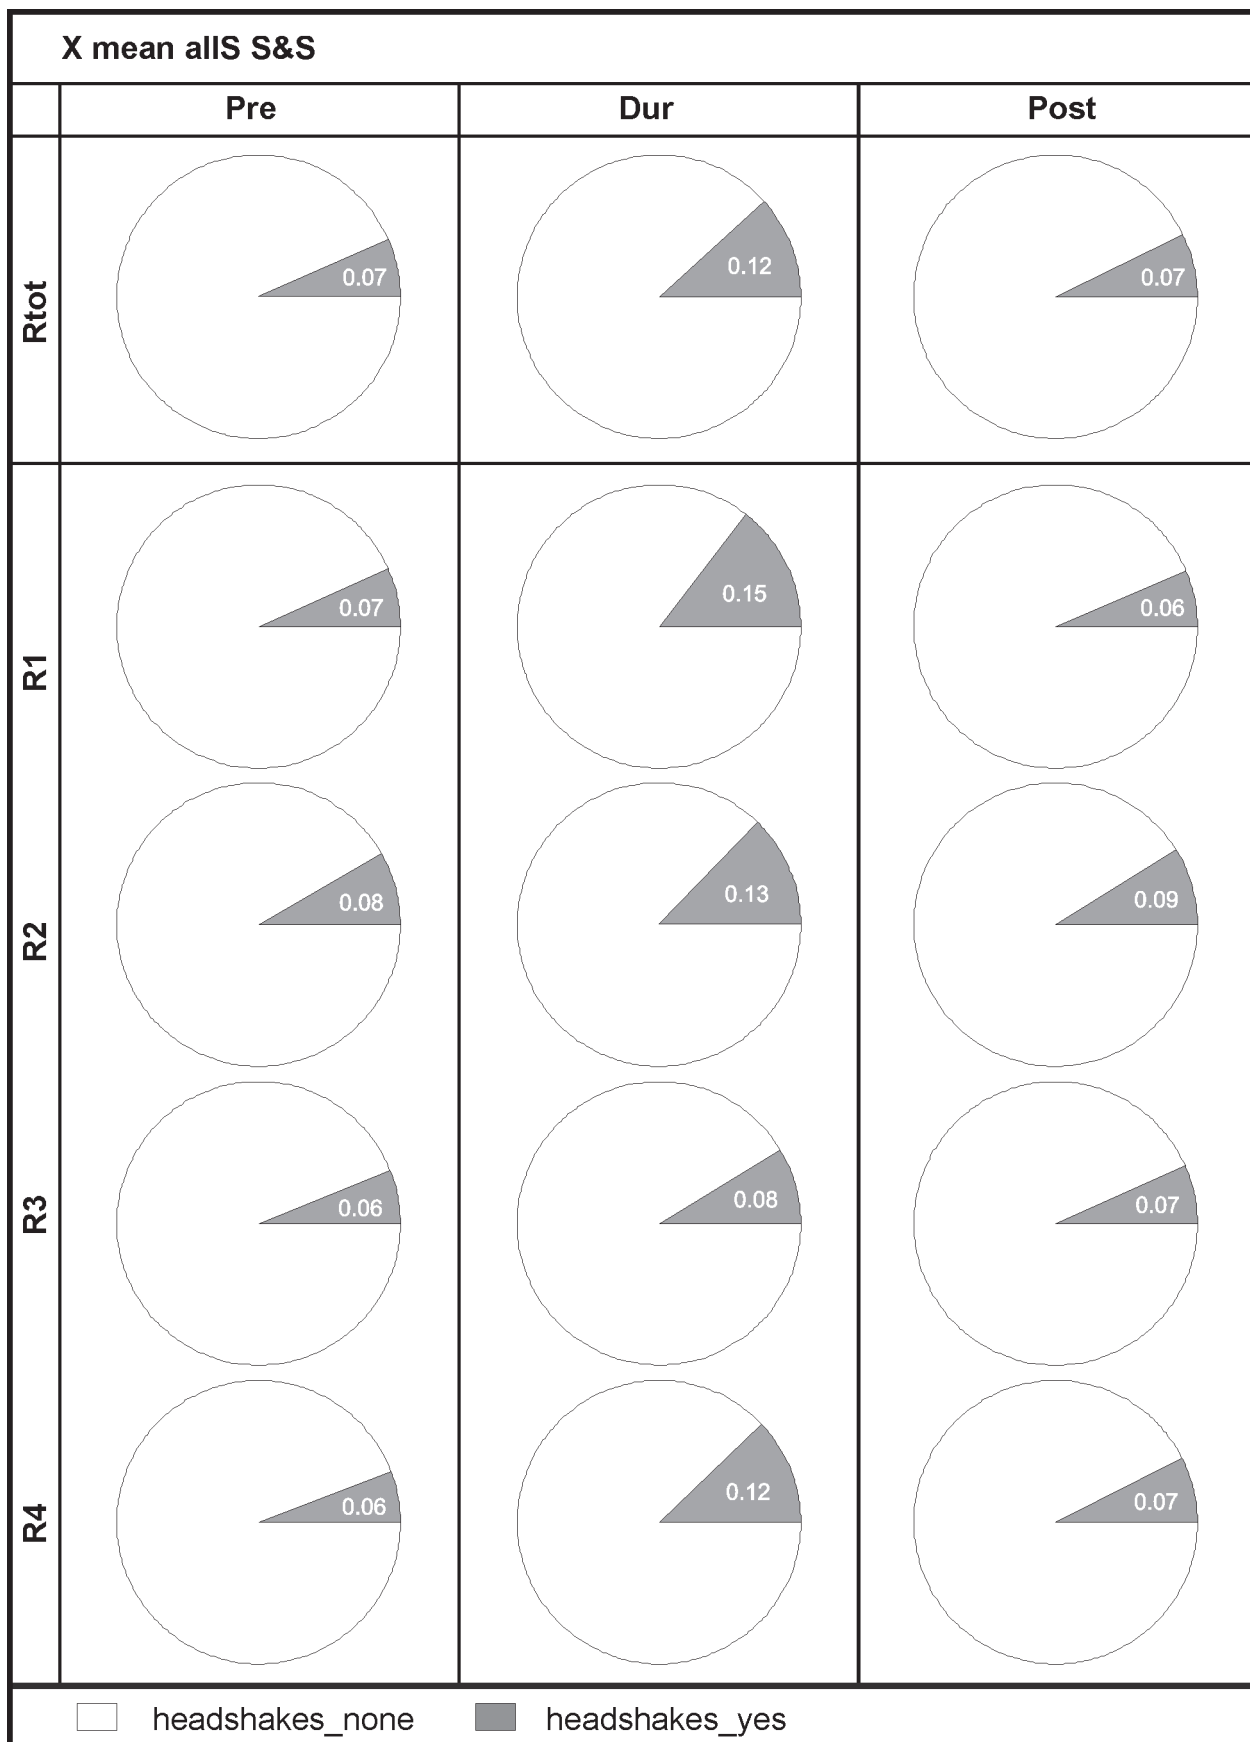 X mean allS S&S
Pre Dur Post
Rtot 0.07 0.12 0.07
R1 0.07 0.15 0.06
R2 0.08 0.13 0.09
R3 0.06 0.08 0.07
R4 0.06 0.12 0.07
headshakes_none headshakes_yes